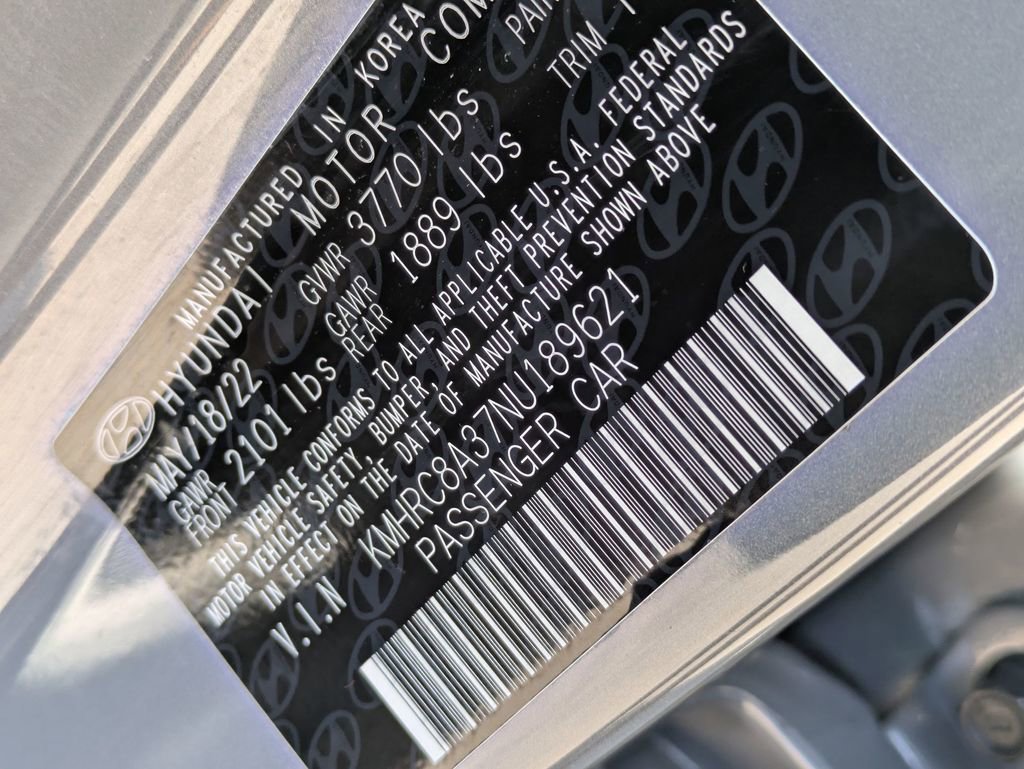 MANUFACTURED IN KOREA
HYUNDAI MOTOR COM
MAY/18/22 GVWR 3770 lbs PAIN
GAWR FRONT 2101 lbs GAWR REAR 1889 lbs TRIM
THIS VEHICLE CONFORMS TO ALL APPLICABLE U.S.A. FEDERAL
MOTOR VEHICLE SAFETY, BUMPER, AND THEFT PREVENTION STANDARDS
IN EFFECT ON THE DATE OF MANUFACTURE SHOWN ABOVE
V.I.N KMHRC8A37NU189621
PASSENGER CAR